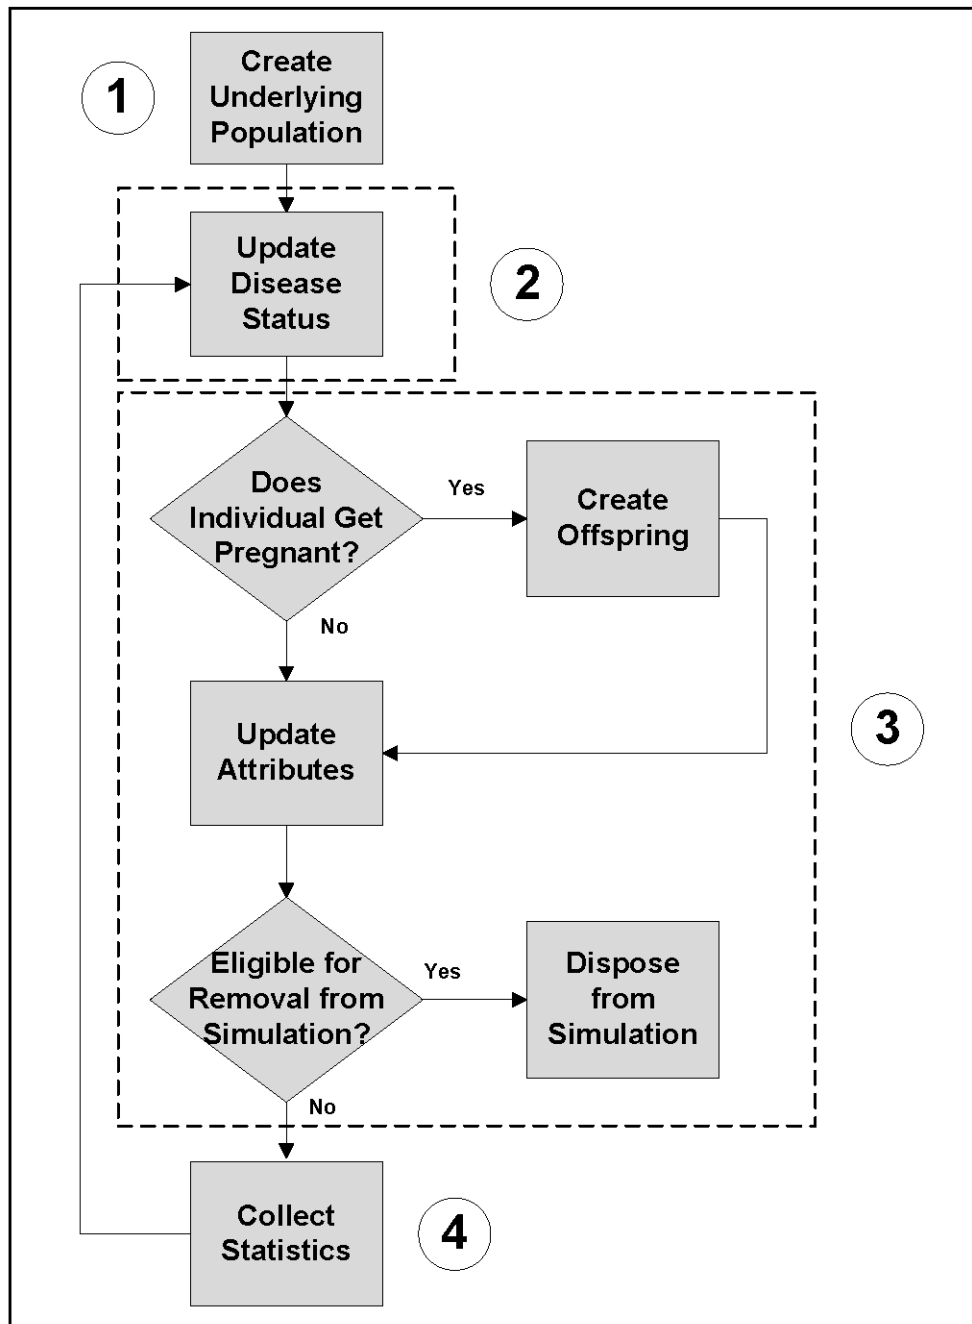 1
Create
Underlying
Population
Update
Disease
Status
2
Does
Individual Get
Pregnant?
Yes
Create
Offspring
No
Update
Attributes
3
Eligible for
Removal from
Simulation?
Yes
Dispose
from
Simulation
No
Collect
Statistics
4